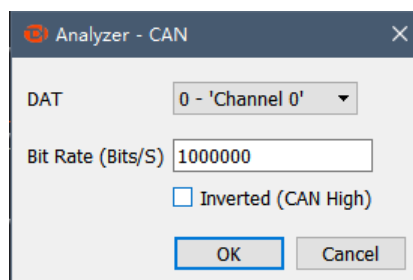 Analyzer - CAN
DAT 0 - 'Channel 0'
Bit Rate (Bits/S) 1000000
Inverted (CAN High)
OK Cancel